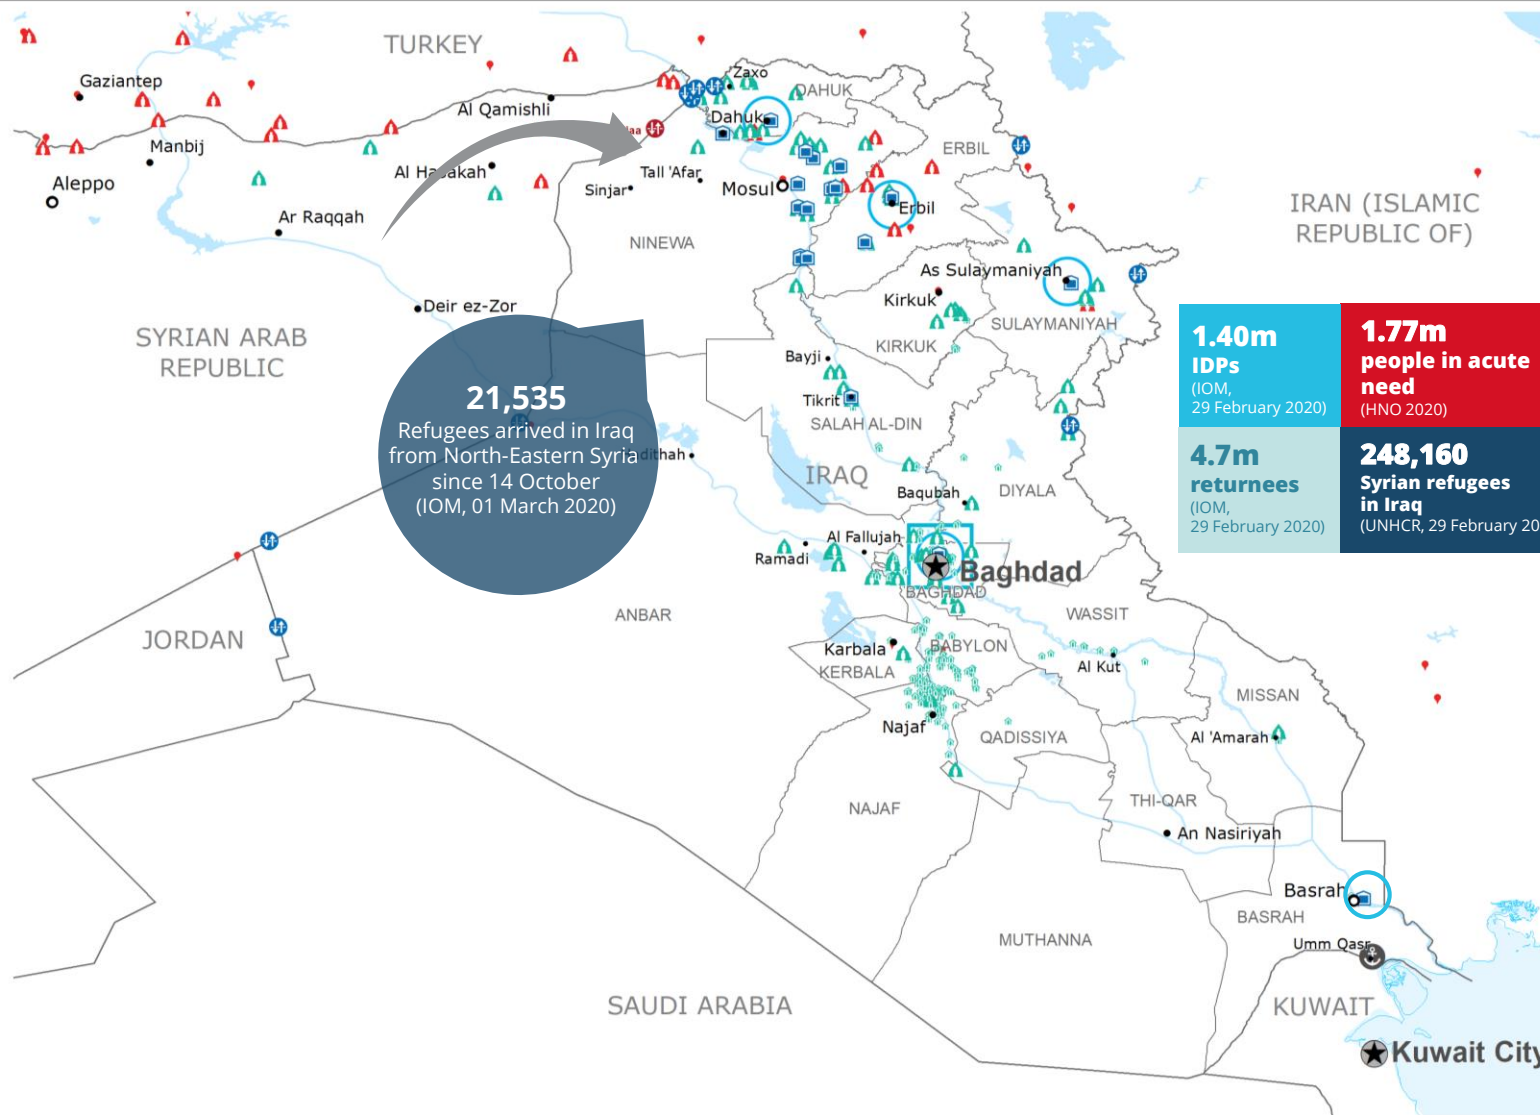 TURKEY
Gaziantep
Zaxo
DAHUK
Al Qamishli
Dahuk
Manbij
ERBIL
Al Hasakah
Tall 'Afar
Aleppo
Sinjar
Mosul
Erbil
IRAN (ISLAMIC
REPUBLIC OF)
Ar Raqqah
NINEWA
As Sulaymaniyah
Kirkuk
Deir ez-Zor
SULAYMANIYAH
SYRIAN ARAB
REPUBLIC
KIRKUK
Bayji
1.40m
IDPs
(IOM,
29 February 2020)
1.77m
people in acute
need
(HNO 2020)
4.7m
returnees
(IOM,
29 February 2020)
248,160
Syrian refugees
in Iraq
(UNHCR, 29 February 20
21,535
Refugees arrived in Iraq
from North-Eastern Syria
since 14 October
(IOM, 01 March 2020)
Tikrit
SALAH AL-DIN
IRAQ
DIYALA
Baqubah
Al Fallujah
Ramadi
Baghdad
BAGHDAD
ANBAR
WASSIT
JORDAN
Karbala
BABYLON
KERBALA
Al Kut
MISSAN
Najaf
QADISSIYA
Al 'Amarah
NAJAF
THI-QAR
An Nasiriyah
Basrah
BASRAH
MUTHANNA
Umm Qasr
SAUDI ARABIA
KUWAIT
Kuwait City